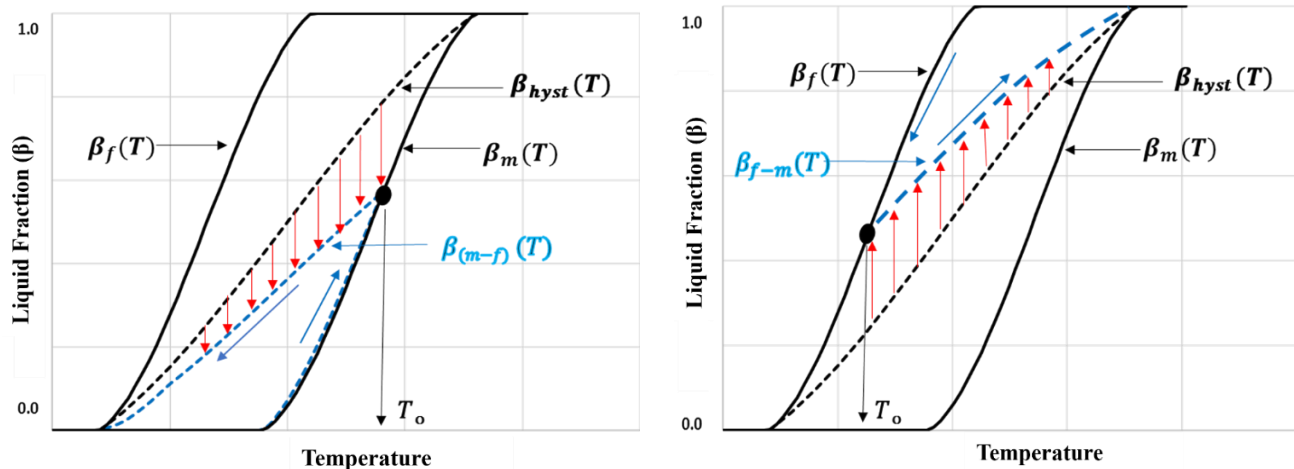 1.0
β_f(T)
β_hyst(T)
β_m(T)
β_(m−f)(T)
Liquid Fraction (β)
0.0
T_o
Temperature
1.0
β_f(T)
β_hyst(T)
β_m(T)
β_f−m(T)
Liquid Fraction (β)
0.0
T_o
Temperature